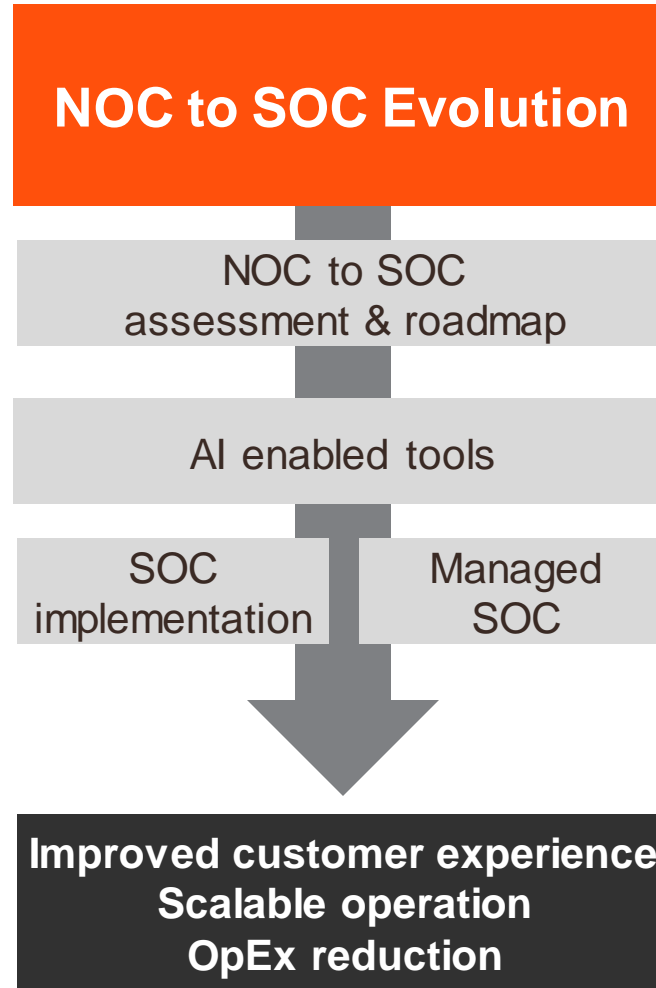 NOC to SOC Evolution
NOC to SOC
assessment & roadmap
AI enabled tools
SOC
implementation
Managed
SOC
Improved customer experience
Scalable operation
OpEx reduction